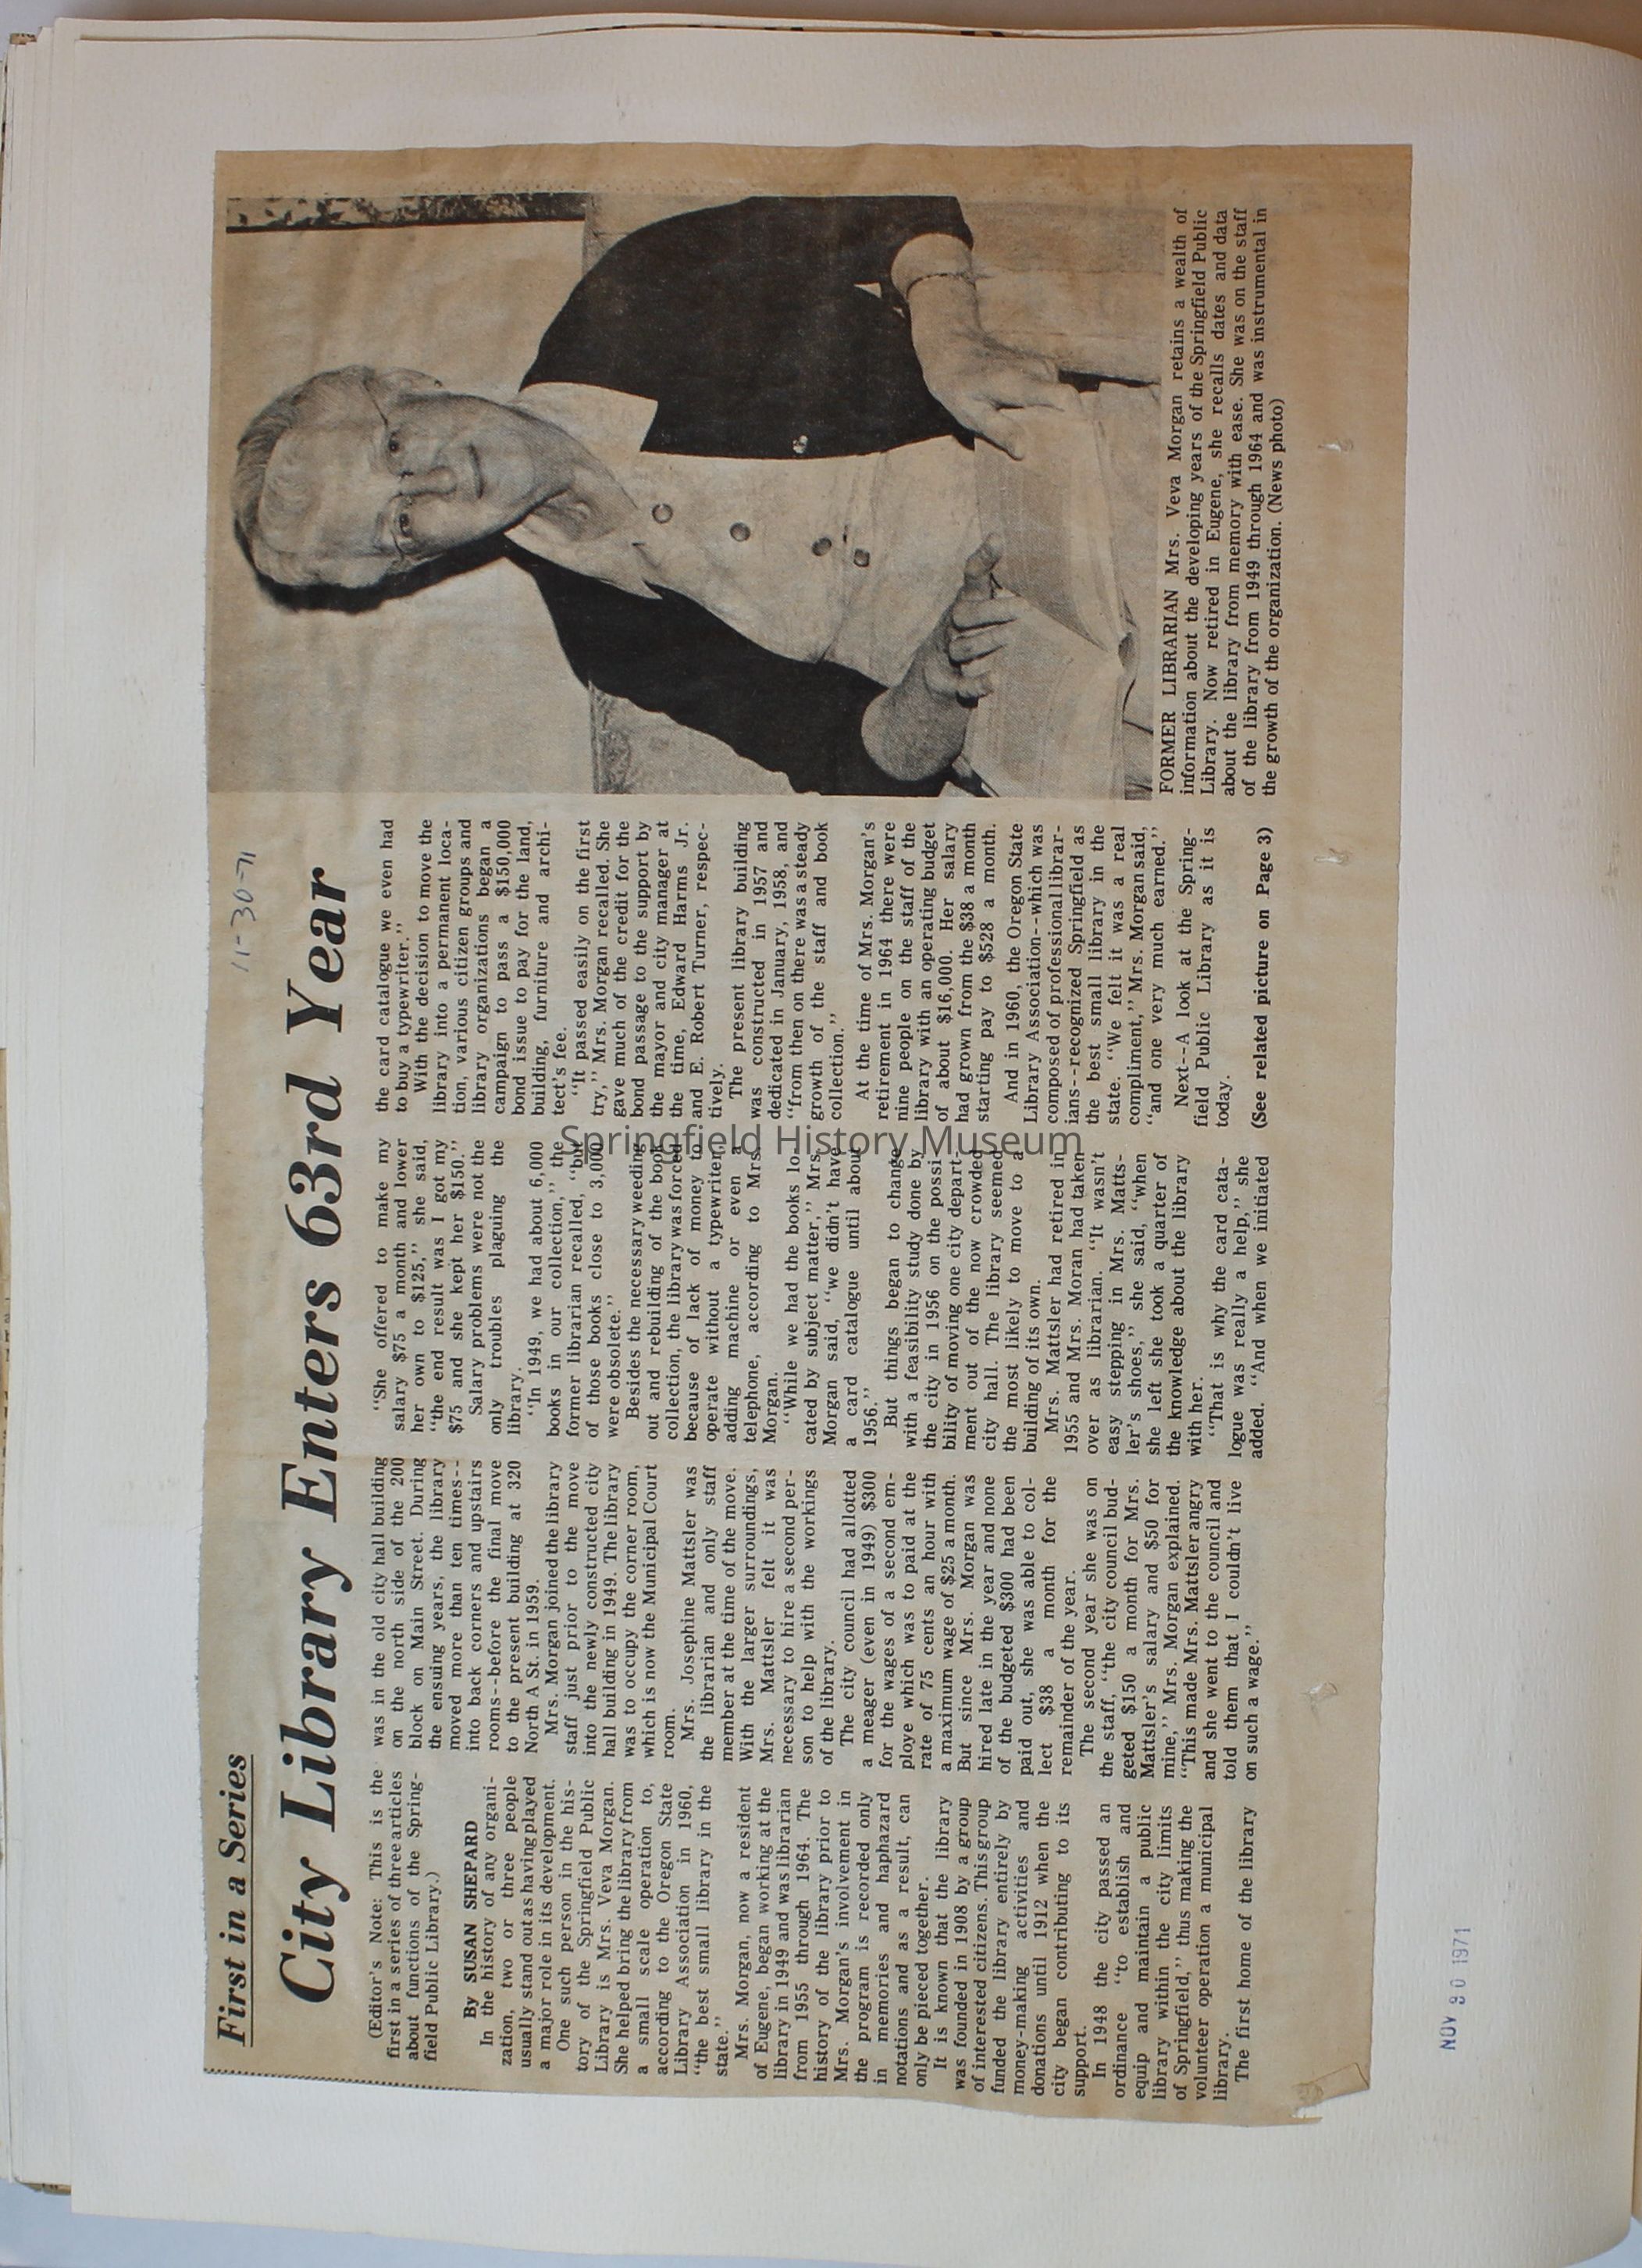 11-30-71
First in a Series
City Library Enters 63rd Year
(Editor's Note: This is the
first in a series of three articles
about functions of the Spring-
field Public Library.)
By SUSAN SHEPARD
In the history of any organi-
zation, two or three people
usually stand out as having played
a major role in its development.
One such person in the his-
tory of the Springfield Public
Library is Mrs. Veva Morgan.
She helped bring the library from
a small scale operation to,
according to the Oregon State
Library Association in 1960,
"the best small library in the
state."
Mrs. Morgan, now a resident
of Eugene, began working at the
library in 1949 and was librarian
from 1955 through 1964. The
history of the library prior to
Mrs. Morgan's involvement in
the program is recorded only
in memories and haphazard
notations and as a result, can
only be pieced together.
It is known that the library
was founded in 1908 by a group
of interested citizens. This group
funded the library entirely by
money-making activities and
donations until 1912 when the
city began contributing to its
support.
In 1948 the city passed an
ordinance "to establish and
equip and maintain a public
library within the city limits
of Springfield," thus making the
volunteer operation a municipal
library.
The first home of the library
was in the old city hall building
on the north side of the 200
block on Main Street. During
the ensuing years, the library
moved more than ten times--
into back corners and upstairs
rooms--before the final move
to the present building at 320
North A St. in 1959.
Mrs. Morgan joined the library
staff just prior to the move
into the newly constructed city
hall building in 1949. The library
was to occupy the corner room,
which is now the Municipal Court
room.
Mrs. Josephine Mattsler was
the librarian and only staff
member at the time of the move.
With the larger surroundings,
Mrs. Mattsler felt it was
necessary to hire a second per-
son to help with the workings
of the library.
The city council had allotted
a meager (even in 1949) $300
for the wages of a second em-
ploye which was to paid at the
rate of 75 cents an hour with
a maximum wage of $25 a month.
But since Mrs. Morgan was
hired late in the year and none
of the budgeted $300 had been
paid out, she was able to col-
lect $38 a month for the
remainder of the year.
The second year she was on
the staff, "the city council bud-
geted $150 a month for Mrs.
Mattsler's salary and $50 for
mine," Mrs. Morgan explained.
"This made Mrs. Mattsler angry
and she went to the council and
told them that I couldn't live
on such a wage."
"She offered to make my
salary $75 a month and lower
her own to $125," she said,
"the end result was I got my
$75 and she kept her $150."
Salary problems were not the
only troubles plaguing the
library.
"In 1949, we had about 6,000
books in our collection," the
former librarian recalled, "but
of those books close to 3,000
were obsolete."
Besides the necessary weeding
out and rebuilding of the book
collection, the library was forced
because of lack of money to
operate without a typewriter,
adding machine or even a
telephone, according to Mrs.
Morgan.
"While we had the books lo-
cated by subject matter," Mrs.
Morgan said, "we didn't have
a card catalogue until about
1956."
But things began to change
with a feasibility study done by
the city in 1956 on the possi-
bility of moving one city depart-
ment out of the now crowded
city hall. The library seemed
the most likely to move to a
building of its own.
Mrs. Mattsler had retired in
1955 and Mrs. Moran had taken
over as librarian. "It wasn't
easy stepping in Mrs. Matts-
ler's shoes," she said, "when
she left she took a quarter of
the knowledge about the library
with her.
"That is why the card cata-
logue was really a help," she
added. "And when we initiated
the card catalogue we even had
to buy a typewriter."
With the decision to move the
library into a permanent loca-
tion, various citizen groups and
library organizations began a
campaign to pass a $150,000
bond issue to pay for the land,
building, furniture and archi-
tect's fee.
"It passed easily on the first
try," Mrs. Morgan recalled. She
gave much of the credit for the
bond passage to the support by
the mayor and city manager at
the time, Edward Harms Jr.
and E. Robert Turner, respec-
tively.
The present library building
was constructed in 1957 and
dedicated in January, 1958, and
"from then on there was a steady
growth of the staff and book
collection."
At the time of Mrs. Morgan's
retirement in 1964 there were
nine people on the staff of the
library with an operating budget
of about $16,000. Her salary
had grown from the $38 a month
starting pay to $528 a month.
And in 1960, the Oregon State
Library Association--which was
composed of professional librar-
ians--recognized Springfield as
the best small library in the
state. "We felt it was a real
compliment," Mrs. Morgan said,
"and one very much earned."
Next--A look at the Spring-
field Public Library as it is
today.
(See related picture on Page 3)
FORMER LIBRARIAN Mrs. Veva Morgan retains a wealth of
information about the developing years of the Springfield Public
Library. Now retired in Eugene, she recalls dates and data
about the library from memory with ease. She was on the staff
of the library from 1949 through 1964 and was instrumental in
the growth of the organization. (News photo)
NOV 30 1971
Springfield History Museum